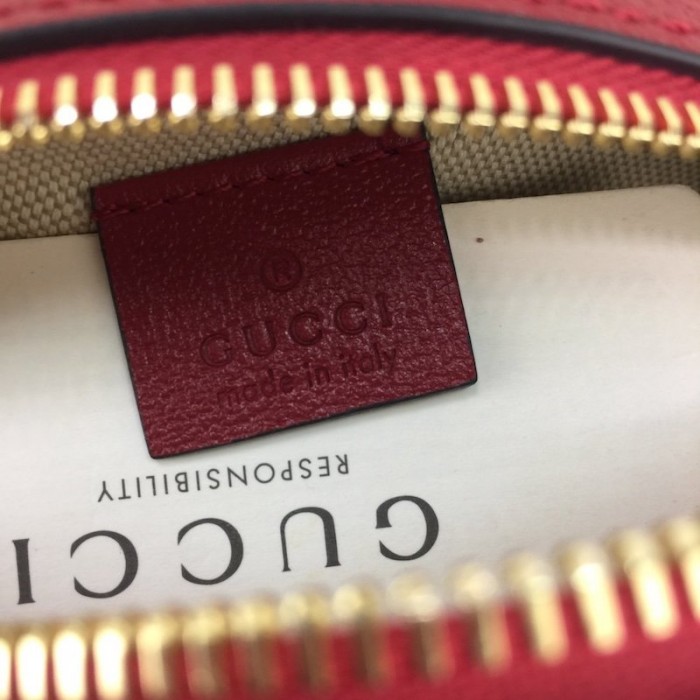 ®
GUCCI
made in italy
GUCCI
RESPONSIBILITY